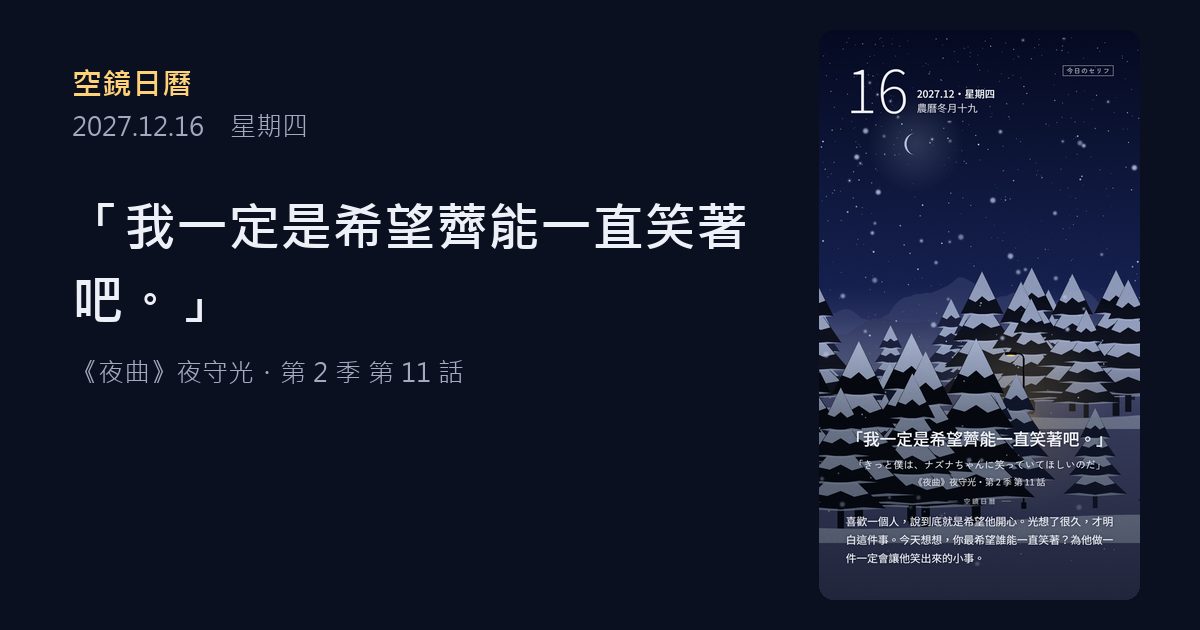 空鏡日曆
2027.12.16 星期四
「我一定是希望薺能一直笑著
吧。」
《夜曲》夜守光·第 2 季 第 11 話
16
2027.12・星期四
農曆冬月十九
今日のセリフ
「我一定是希望薺能一直笑著吧。」
「きっと僕は、ナズナちゃんに笑っていてほしいのだ」
《夜曲》夜守光・第 2 季 第 11 話
空鏡日曆
喜歡一個人，說到底就是希望他開心。光想了很久，才明
白這件事。今天想想，你最希望誰能一直笑著？為他做一
件一定會讓他笑出來的小事。